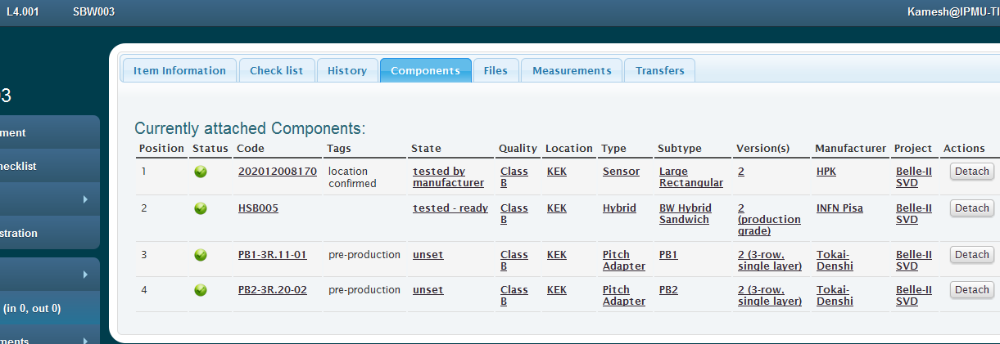 L4.001 SBW003 Kamesh@IPMU-TI
Item Information Check list History Components Files Measurements Transfers
3
ment
hecklist
stration
(in 0, out 0)
ments
Currently attached Components:
Position Status Code Tags State Quality Location Type Subtype Version(s) Manufacturer Project Actions
1 202012008170 location tested by Class KEK Sensor Large 2 HPK Belle-II Detach
confirmed manufacturer B Rectangular SVD
2 HSB005 tested - ready Class KEK Hybrid BW Hybrid 2 INFN Pisa Belle-II Detach
B Sandwich (production SVD
grade)
3 PB1-3R.11-01 pre-production unset Class KEK Pitch PB1 2 (3-row, Tokai- Belle-II Detach
B Adapter single layer) Denshi SVD
4 PB2-3R.20-02 pre-production unset Class KEK Pitch PB2 2 (3-row, Tokai- Belle-II Detach
B Adapter single layer) Denshi SVD